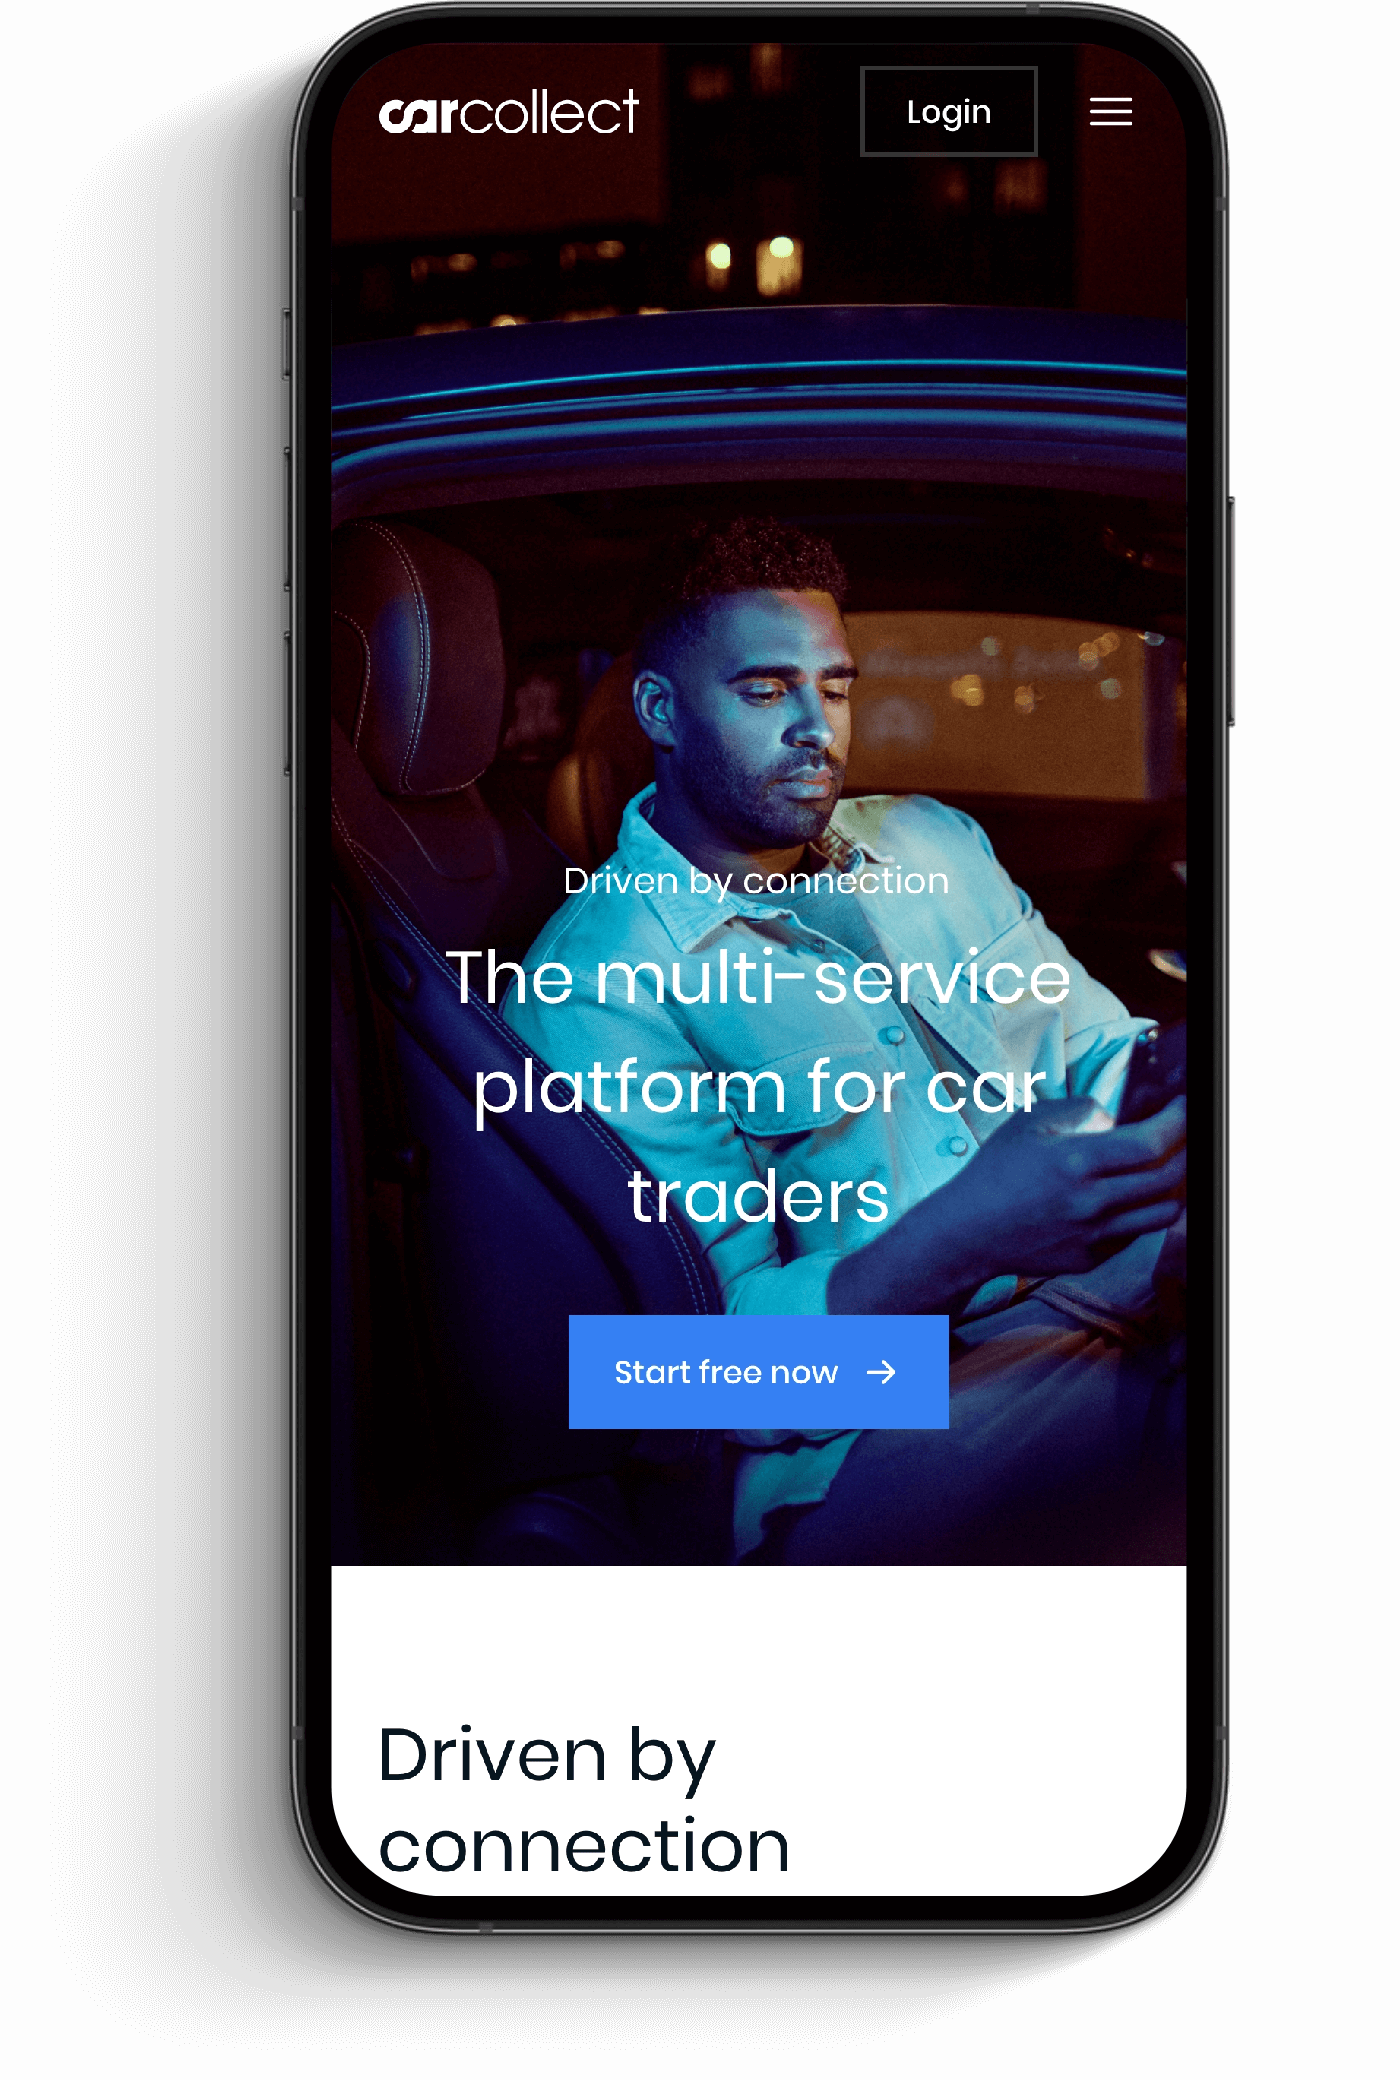 carcollect
Login
Driven by connection
The multi-service
platform for car
traders
Start free now
Driven by
connection